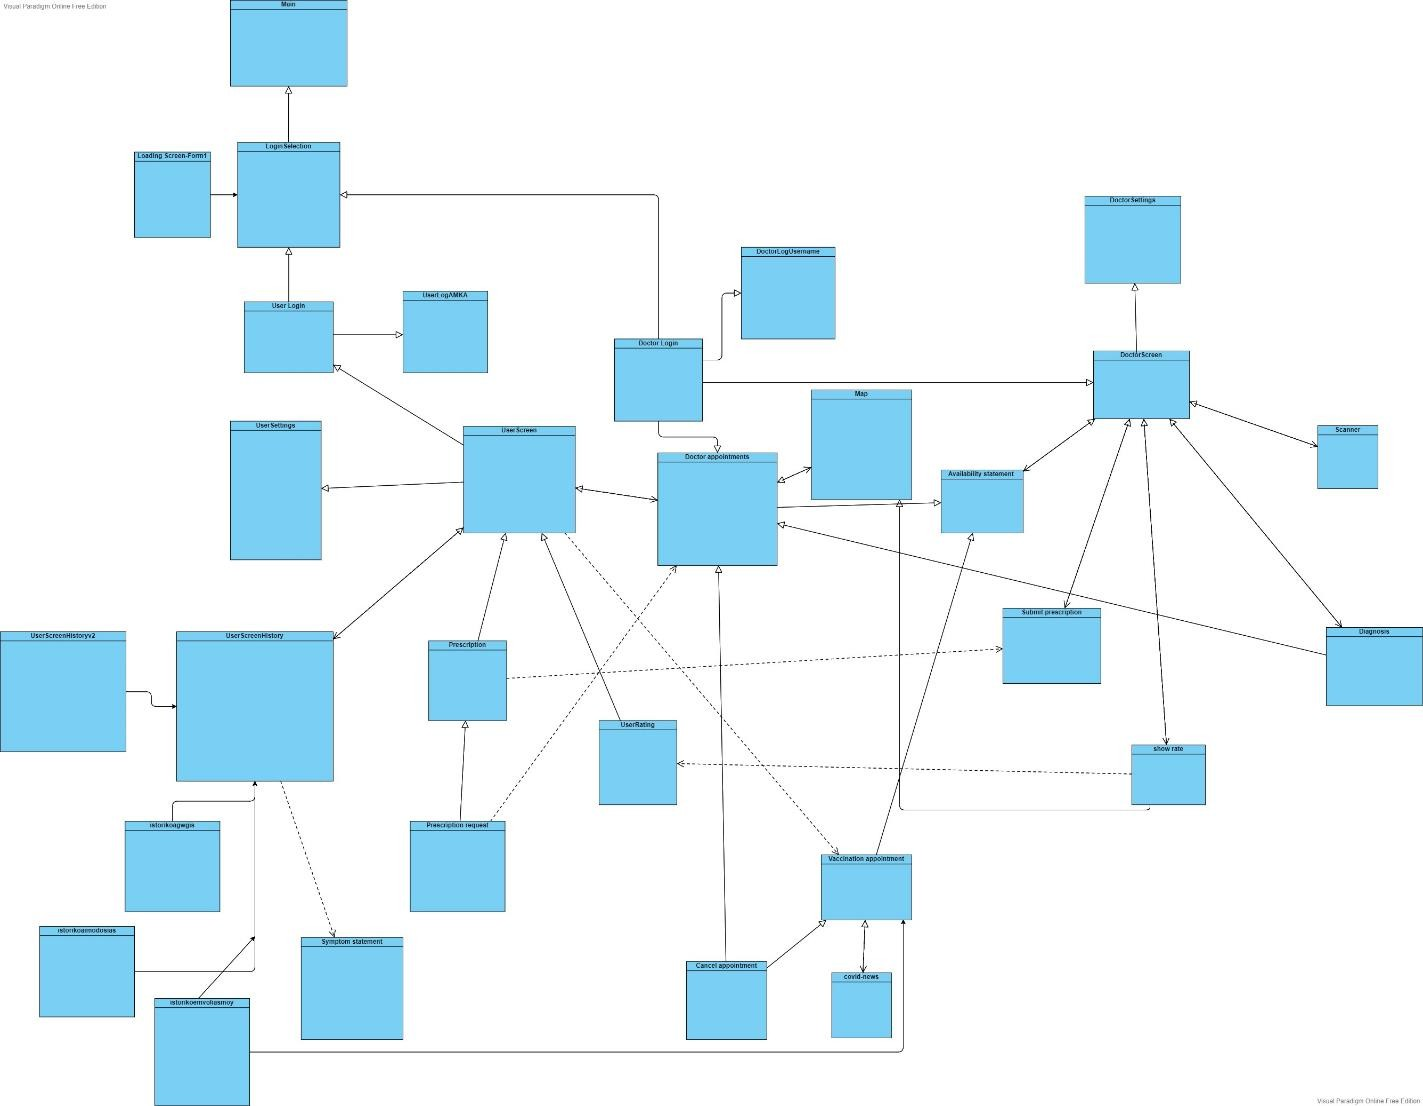 Visual Paradigm Online Free Edition
Main
LoginSelection
Loading Screen-Form1
DoctorSettings
DoctorLogUsername
UserLogAMKA
User Login
Doctor Login
DoctorScreen
Map
UserSettings
UserScreen
Scanner
Doctor appointments
Availability statement
Submit prescription
UserScreenHistoryv2
UserScreenHistory
Diagnosis
Prescription
UserRating
show rate
istorikoagwgis
Prescription request
Vaccination appointment
istorikoaimodosias
Symptom statement
Cancel appointment
covid-news
istorikoemvoliasmoy
Visual Paradigm Online Free Edition